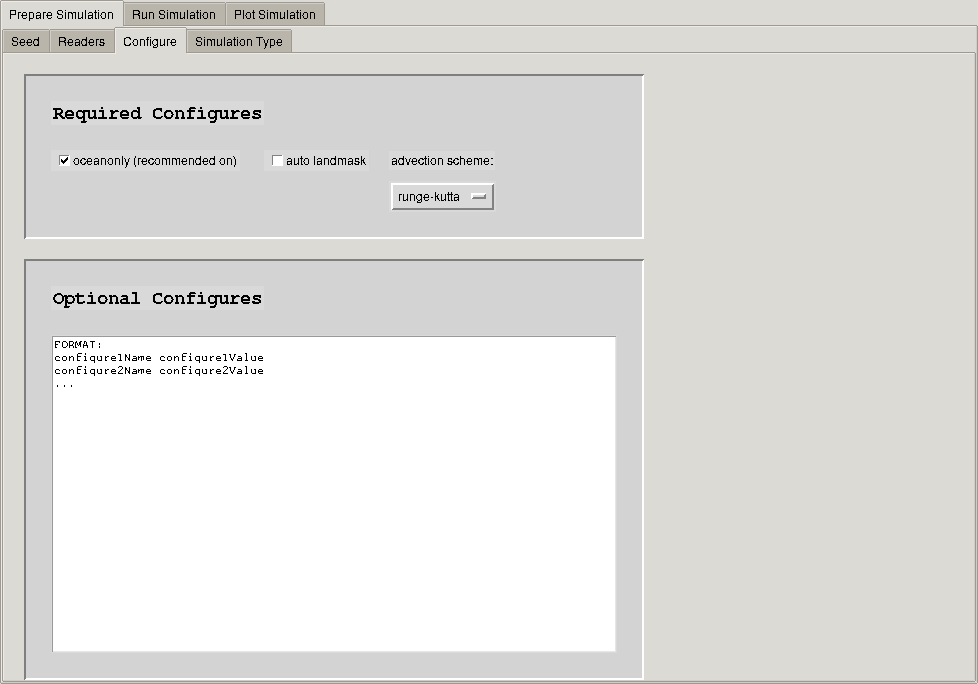 Prepare Simulation Run Simulation Plot Simulation
Seed Readers Configure Simulation Type
Required Configures
oceanonly (recommended on) auto landmask advection scheme:
runge-kutta
Optional Configures
FORMAT:
configure1Name configure1Value
configure2Name configure2Value
...